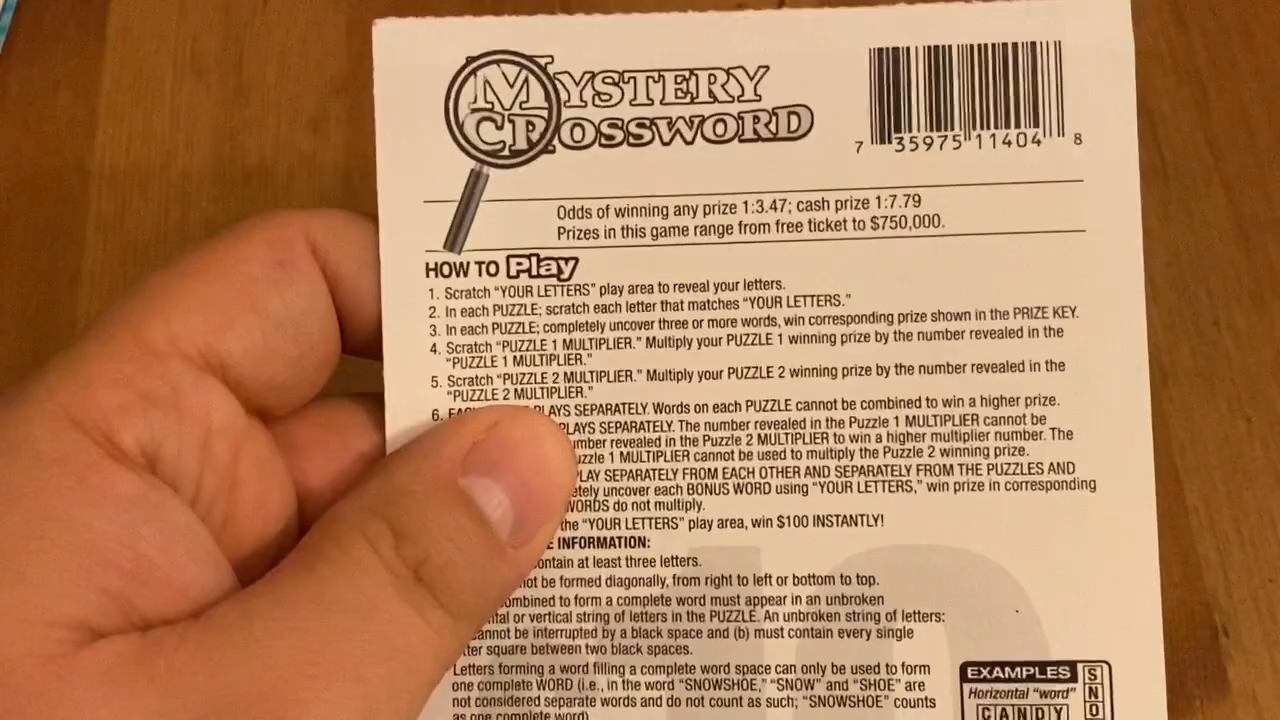 MYSTERY
CROSSWORD
7 35975 11404 8
Odds of winning any prize 1:3.47; cash prize 1:7.79
Prizes in this game range from free ticket to $750,000.
HOW TO Play
1. Scratch “YOUR LETTERS” play area to reveal your letters.
2. In each PUZZLE; scratch each letter that matches “YOUR LETTERS.”
3. In each PUZZLE; completely uncover three or more words, win corresponding prize shown in the PRIZE KEY.
4. Scratch “PUZZLE 1 MULTIPLIER.” Multiply your PUZZLE 1 winning prize by the number revealed in the
“PUZZLE 1 MULTIPLIER.”
5. Scratch “PUZZLE 2 MULTIPLIER.” Multiply your PUZZLE 2 winning prize by the number revealed in the
“PUZZLE 2 MULTIPLIER.”
6. PLAYS SEPARATELY. Words on each PUZZLE cannot be combined to win a higher prize.
PLAYS SEPARATELY. The number revealed in the Puzzle 1 MULTIPLIER cannot be
revealed in the Puzzle 2 MULTIPLIER to win a higher multiplier number. The
1 MULTIPLIER cannot be used to multiply the Puzzle 2 winning prize.
PLAY SEPARATELY FROM EACH OTHER AND SEPARATELY FROM THE PUZZLES AND
uncover each BONUS WORD using “YOUR LETTERS,” win prize in corresponding
WORDS do not multiply.
the “YOUR LETTERS” play area, win $100 INSTANTLY!
INFORMATION:
contain at least three letters.
not be formed diagonally, from right to left or bottom to top.
combined to form a complete word must appear in an unbroken
or vertical string of letters in the PUZZLE. An unbroken string of letters:
cannot be interrupted by a black space and (b) must contain every single
square between two black spaces.
Letters forming a word filling a complete word space can only be used to form
one complete WORD (i.e., in the word “SNOWSHOE,” “SNOW” and “SHOE” are
not considered separate words and do not count as such; “SNOWSHOE” counts
as one complete word)
EXAMPLES
Horizontal “word”
CANDY
S
N
O